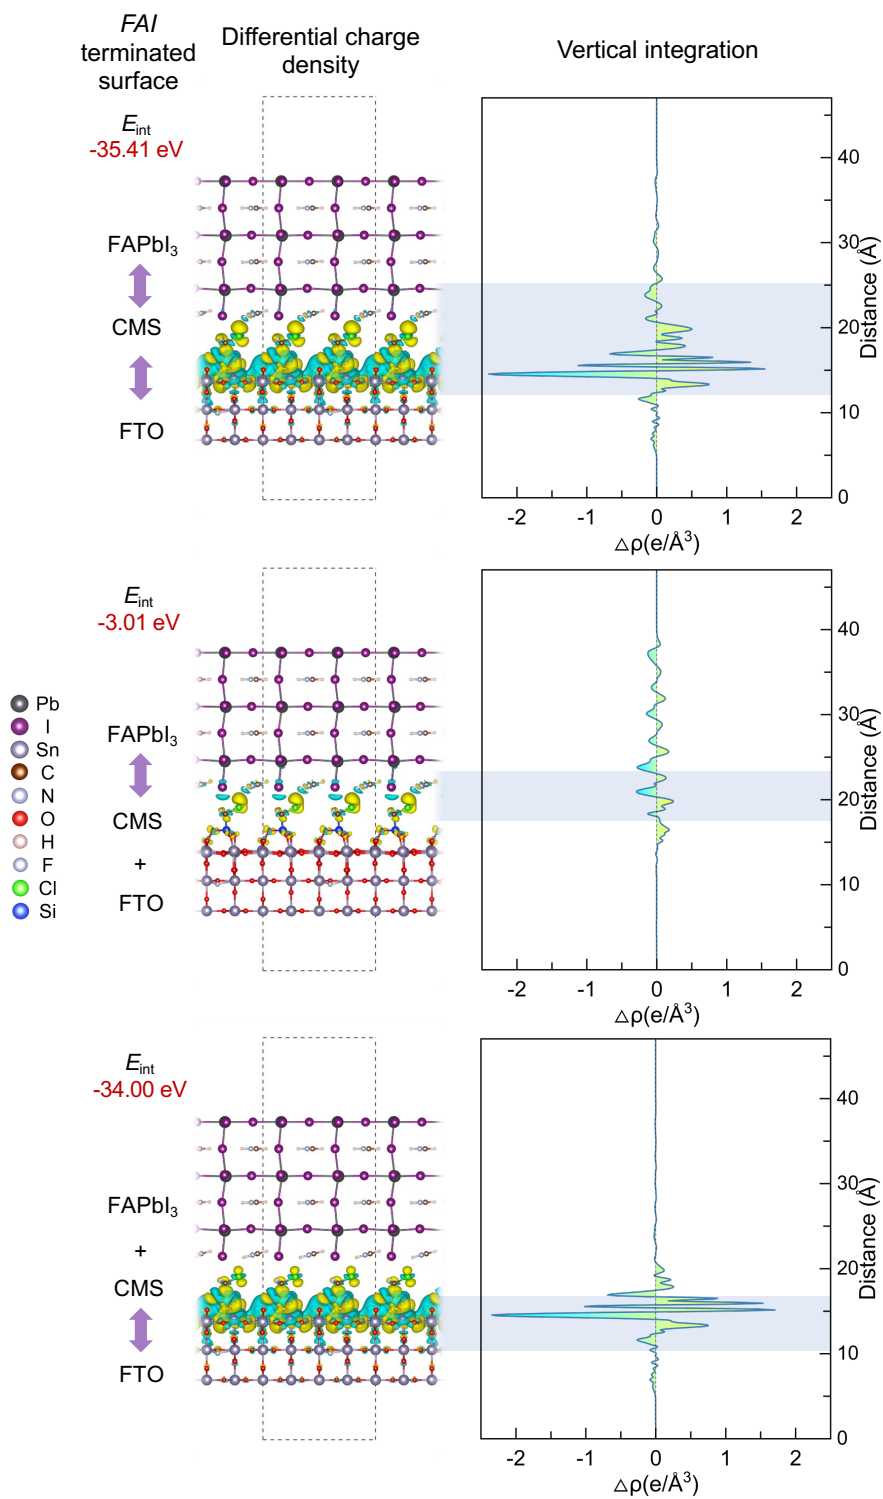 FAI
terminated
surface
Differential charge
density
Vertical integration
E_int
-35.41 eV
FAPbI₃
CMS
FTO
40
30
20
10
0
Distance (Å)
-2 -1 0 1 2
△ρ(e/Å³)
E_int
-3.01 eV
Pb
I
Sn
C
N
O
H
F
Cl
Si
FAPbI₃
CMS
+
FTO
40
30
20
10
0
Distance (Å)
-2 -1 0 1 2
△ρ(e/Å³)
E_int
-34.00 eV
FAPbI₃
+
CMS
FTO
40
30
20
10
0
Distance (Å)
-2 -1 0 1 2
△ρ(e/Å³)